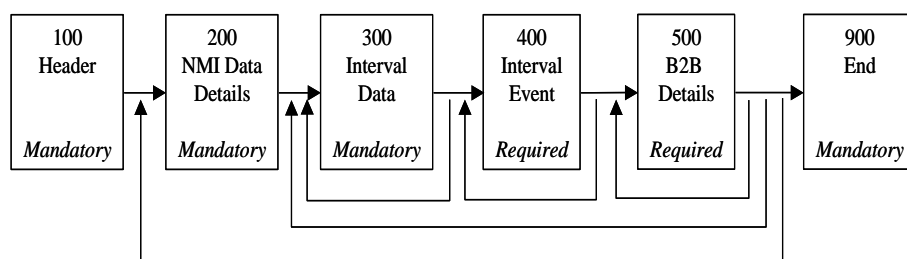 100
Header
Mandatory
200
NMI Data
Details
Mandatory
300
Interval
Data
Mandatory
400
Interval
Event
Required
500
B2B
Details
Required
900
End
Mandatory